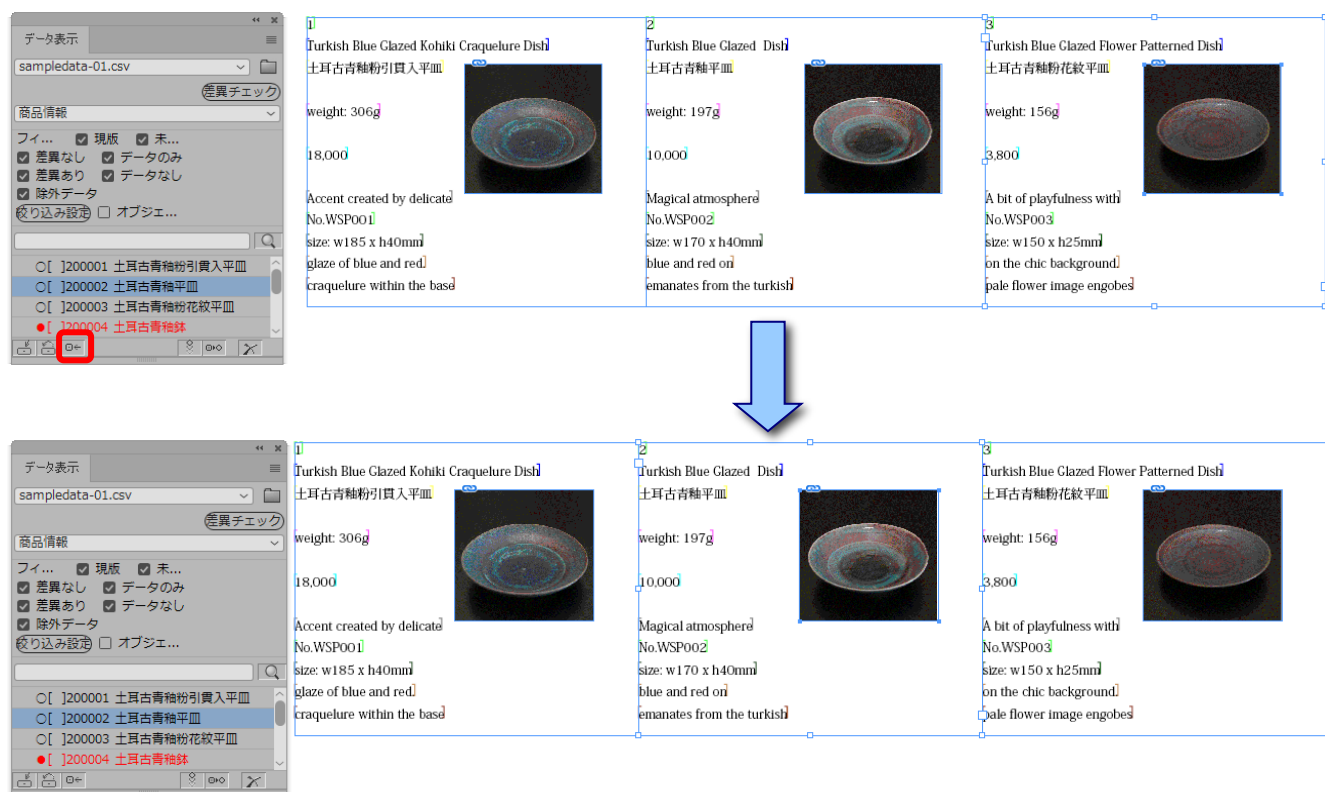 データ表示
sampledata-01.csv
差異チェック
商品情報
フィ... 現版 未...
差異なし データのみ
差異あり データなし
除外データ
絞り込み設定 オブジェ...
○[ ]200001 土耳古青釉粉引貫入平皿
○[ ]200002 土耳古青釉平皿
○[ ]200003 土耳古青釉粉花紋平皿
●[ ]200004 土耳古青釉鉢
1
Turkish Blue Glazed Kohiki Craquelure Dish
土耳古青釉粉引貫入平皿
weight: 306g
18,000
Accent created by delicate
No.WSP001
size: w185 x h40mm
glaze of blue and red.
craquelure within the base
2
Turkish Blue Glazed Dish
土耳古青釉平皿
weight: 197g
10,000
Magical atmosphere
No.WSP002
size: w170 x h40mm
blue and red on
emanates from the turkish
3
Turkish Blue Glazed Flower Patterned Dish
土耳古青釉粉花紋平皿
weight: 156g
3,800
A bit of playfulness with
No.WSP003
size: w150 x h25mm
on the chic background.
pale flower image engobes
データ表示
sampledata-01.csv
差異チェック
商品情報
フィ... 現版 未...
差異なし データのみ
差異あり データなし
除外データ
絞り込み設定 オブジェ...
○[ ]200001 土耳古青釉粉引貫入平皿
○[ ]200002 土耳古青釉平皿
○[ ]200003 土耳古青釉粉花紋平皿
●[ ]200004 土耳古青釉鉢
1
Turkish Blue Glazed Kohiki Craquelure Dish
土耳古青釉粉引貫入平皿
weight: 306g
18,000
Accent created by delicate
No.WSP001
size: w185 x h40mm
glaze of blue and red.
craquelure within the base
2
Turkish Blue Glazed Dish
土耳古青釉平皿
weight: 197g
10,000
Magical atmosphere
No.WSP002
size: w170 x h40mm
blue and red on
emanates from the turkish
3
Turkish Blue Glazed Flower Patterned Dish
土耳古青釉粉花紋平皿
weight: 156g
3,800
A bit of playfulness with
No.WSP003
size: w150 x h25mm
on the chic background.
pale flower image engobes